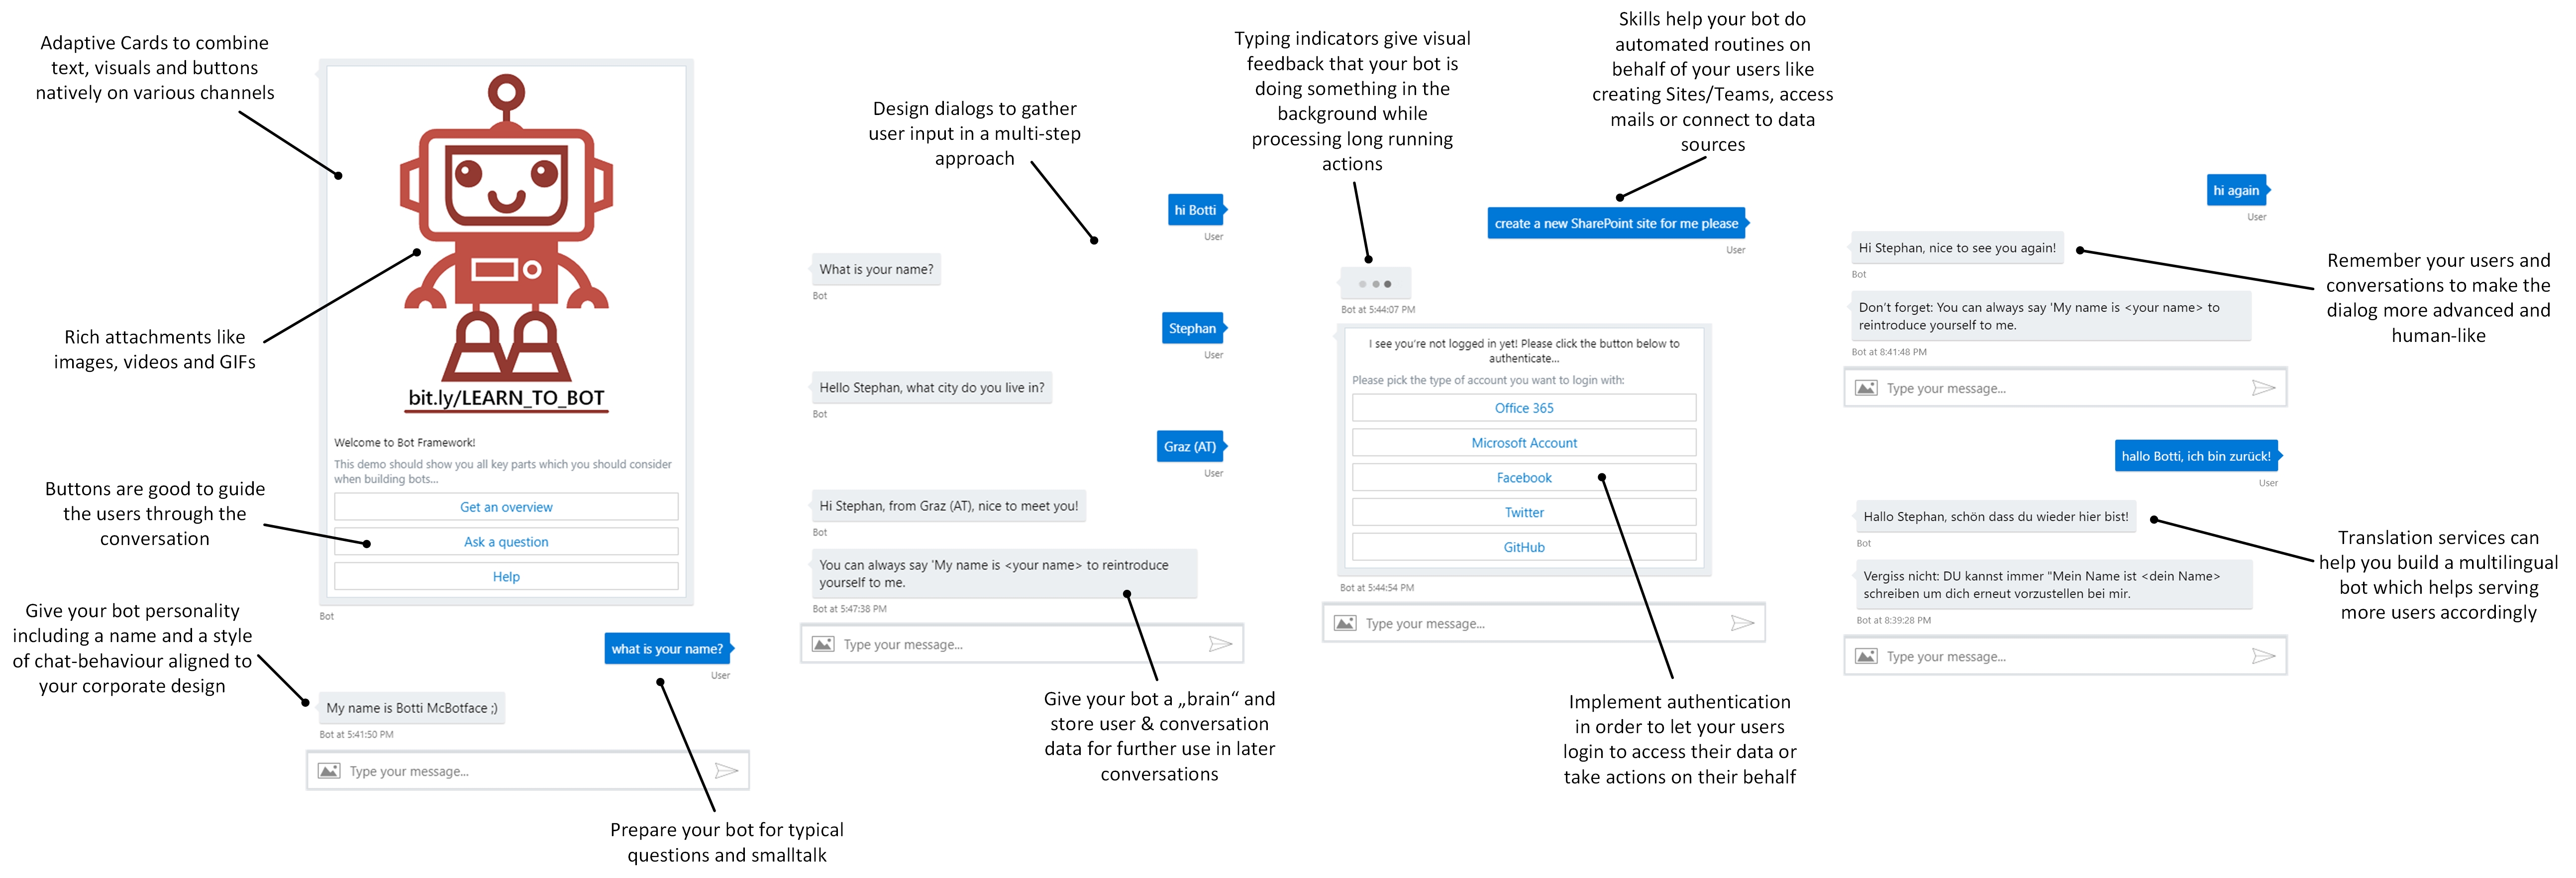 Adaptive Cards to combine
text, visuals and buttons
natively on various channels
Rich attachments like
images, videos and GIFs
Buttons are good to guide
the users through the
conversation
Give your bot personality
including a name and a style
of chat-behaviour aligned to
your corporate design
bit.ly/LEARN_TO_BOT
Welcome to Bot Framework!
This demo should show you all key parts which you should consider
when building bots...
Get an overview
Ask a question
Help
Bot
what is your name?
User
My name is Botti McBotface ;)
Bot at 5:41:50 PM
Type your message...
Prepare your bot for typical
questions and smalltalk
Design dialogs to gather
user input in a multi-step
approach
hi Botti
User
What is your name?
Bot
Stephan
User
Hello Stephan, what city do you live in?
Bot
Graz (AT)
User
Hi Stephan, from Graz (AT), nice to meet you!
Bot
You can always say 'My name is <your name> to reintroduce
yourself to me.
Bot at 5:47:38 PM
Type your message...
Give your bot a „brain“ and
store user & conversation
data for further use in later
conversations
Typing indicators give visual
feedback that your bot is
doing something in the
background while
processing long running
actions
Skills help your bot do
automated routines on
behalf of your users like
creating Sites/Teams, access
mails or connect to data
sources
create a new SharePoint site for me please
User
Bot at 5:44:07 PM
I see you're not logged in yet! Please click the button below to
authenticate...
Please pick the type of account you want to login with:
Office 365
Microsoft Account
Facebook
Twitter
GitHub
Bot at 5:44:54 PM
Type your message...
Implement authentication
in order to let your users
login to access their data or
take actions on their behalf
hi again
User
Hi Stephan, nice to see you again!
Bot
Don't forget: You can always say 'My name is <your name> to
reintroduce yourself to me.
Bot at 8:41:48 PM
Type your message...
Remember your users and
conversations to make the
dialog more advanced and
human-like
hallo Botti, ich bin zurück!
User
Hallo Stephan, schön dass du wieder hier bist!
Bot
Vergiss nicht: DU kannst immer "Mein Name ist <dein Name>
schreiben um dich erneut vorzustellen bei mir.
Bot at 8:39:28 PM
Type your message...
Translation services can
help you build a multilingual
bot which helps serving
more users accordingly